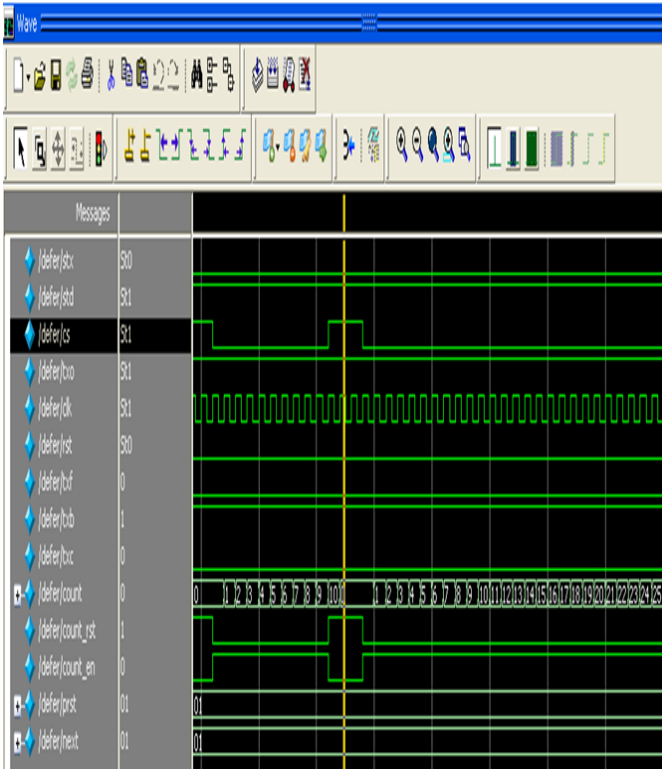 Wave
Messages
/defer/stx St0
/defer/std St1
/defer/cs St1
/defer/txo St1
/defer/clk St1
/defer/rst St0
/defer/txf 0
/defer/txb 1
/defer/txc 0
/defer/count 0 0 1 2 3 4 5 6 7 8 9 10 1 2 3 4 5 6 7 8 9 10 11 12 13 14 15 16 17 18 19 20 21 22 23 24 25
/defer/count_rst 1
/defer/count_en 0
/defer/prst 01 01
/defer/next 01 01